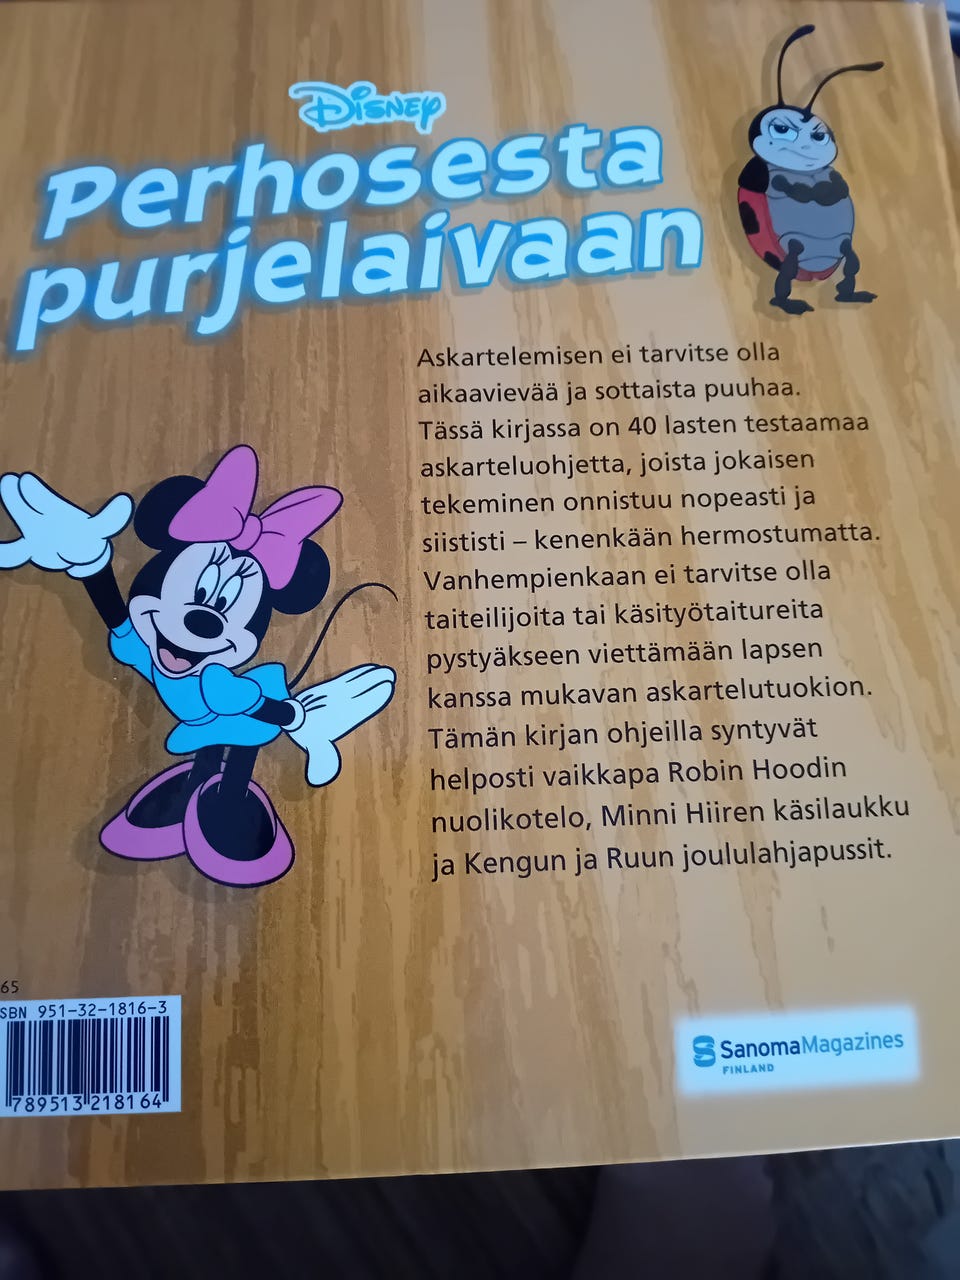 Disney
Perhosesta
purjelaivaan
Askartelemisen ei tarvitse olla
aikaavievää ja sottaista puuhaa.
Tässä kirjassa on 40 lasten testaamaa
askarteluohjetta, joista jokaisen
tekeminen onnistuu nopeasti ja
siististi – kenenkään hermostumatta.
Vanhempienkaan ei tarvitse olla
taiteilijoita tai käsityötaitureita
pystyäkseen viettämään lapsen
kanssa mukavan askartelutuokion.
Tämän kirjan ohjeilla syntyvät
helposti vaikkapa Robin Hoodin
nuolikotelo, Minni Hiiren käsilaukku
ja Kengun ja Ruun joululahjapussit.
65
SBN 951-32-1816-3
789513 218164
SanomaMagazines
FINLAND